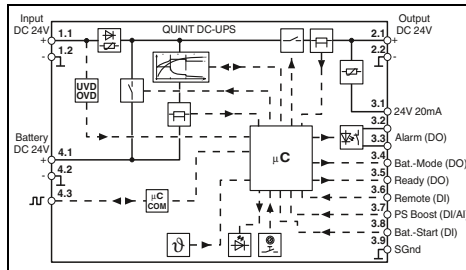 Input
DC 24V
1.1
+
1.2
-
QUINT DC-UPS
2.1
Output
DC 24V
+
2.2
-
UVD
OVD
3.1
24V 20mA
3.2
Alarm (DO)
3.3
Battery
DC 24V
4.1
+
4.2
-
4.3
µC
COM
µC
3.4
Bat.-Mode (DO)
3.5
Ready (DO)
3.6
Remote (DI)
3.7
PS Boost (DI/AI)
3.8
Bat.-Start (DI)
3.9
SGnd
ϑ